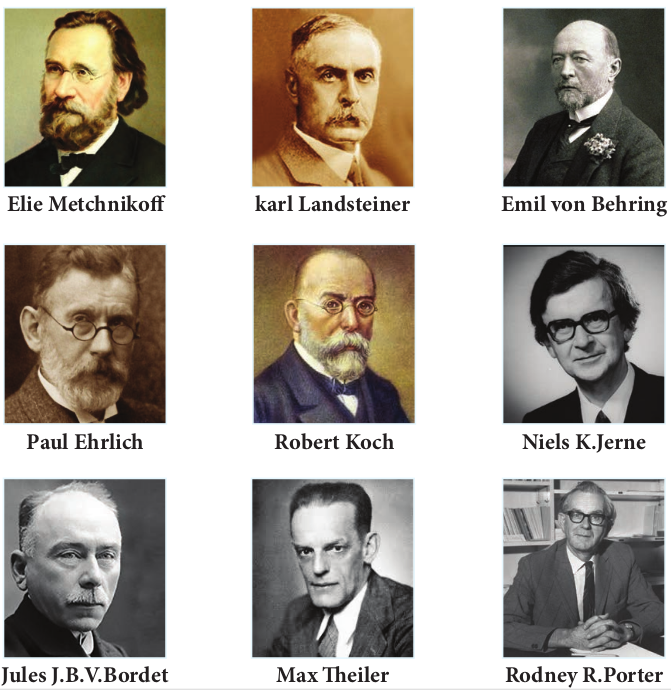 Elie Metchnikoff
karl Landsteiner
Emil von Behring
Paul Ehrlich
Robert Koch
Niels K.Jerne
Jules J.B.V.Bordet
Max Theiler
Rodney R.Porter